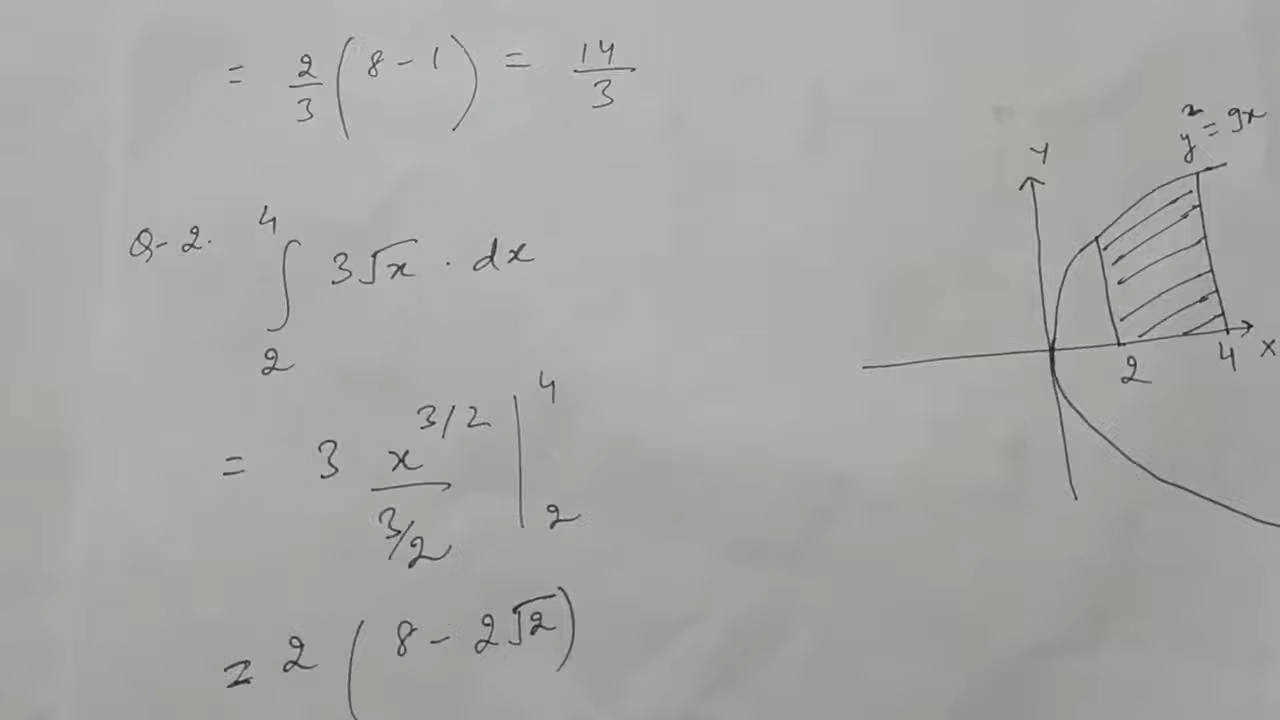 = 2/3 (8 - 1) = 14/3
Q-2. ∫₂⁴ 3√x · dx
= 3 x^(3/2) / (3/2) |₂⁴
= 2 (8 - 2√2)
y² = 9x
Y
X
2
4